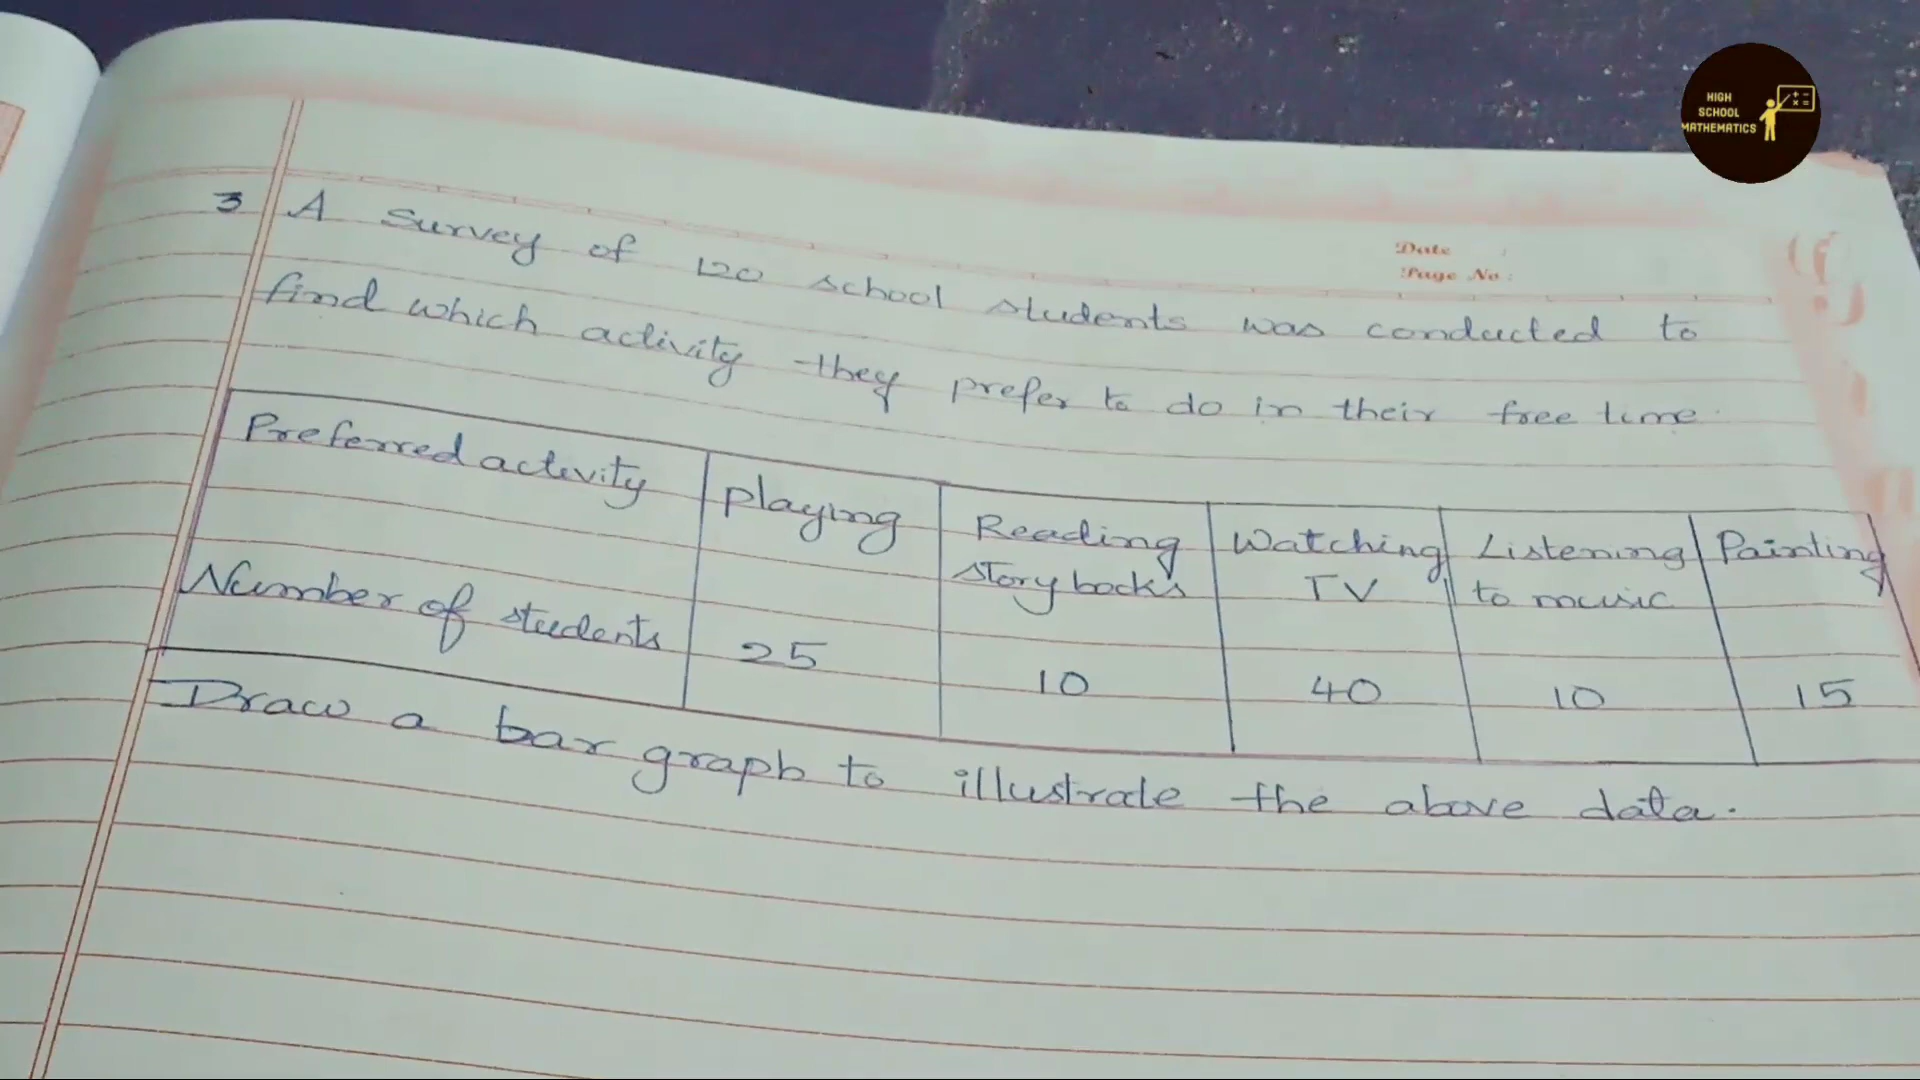 HIGH
SCHOOL
MATHEMATICS
Date :
Page No :
3 A survey of 120 school students was conducted to
find which activity they prefer to do in their free time.
Preferred activity playing Reading story books Watching TV Listening to music Painting
Number of students 25 10 40 10 15
Draw a bar graph to illustrate the above data.